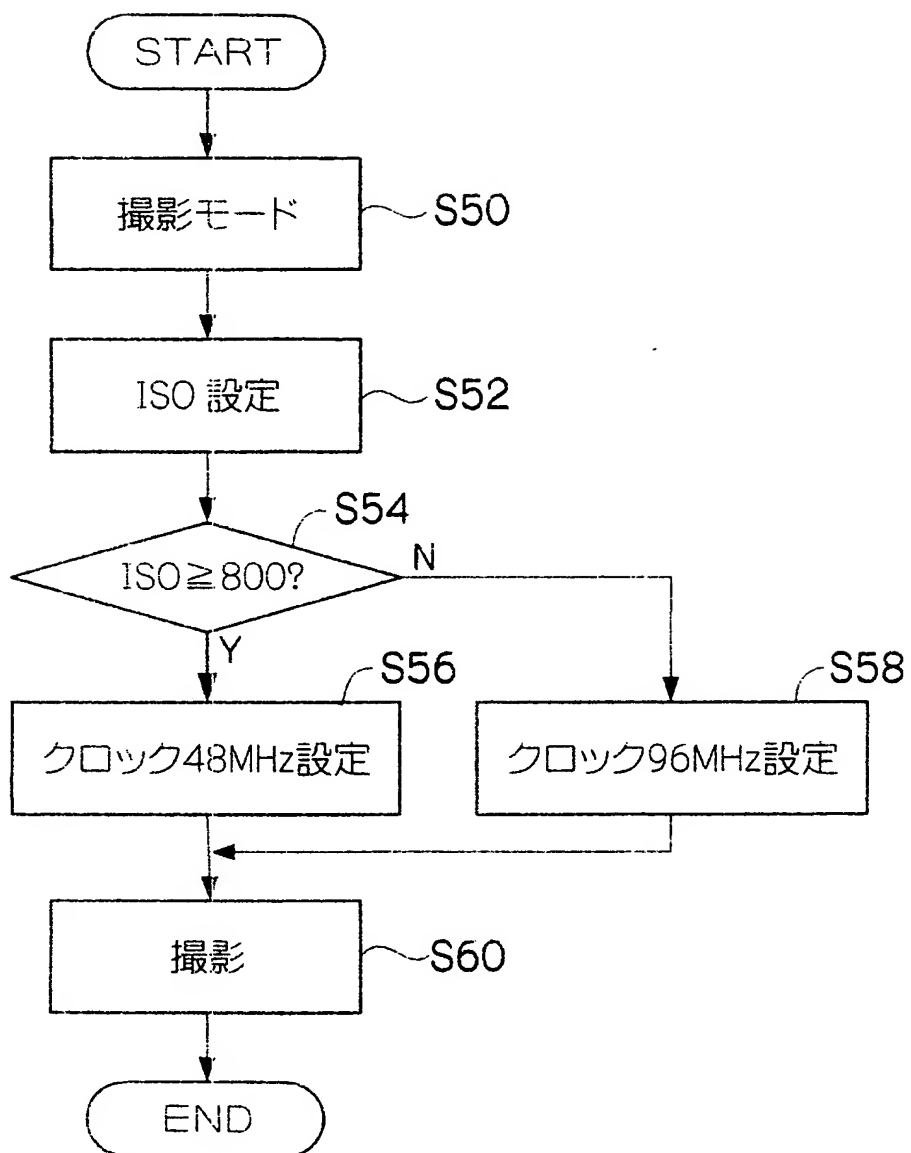 START
撮影モード
S50
ISO 設定
S52
S54
ISO≧800?
N
Y
S56
S58
クロック48MHz設定
クロック96MHz設定
撮影
S60
END